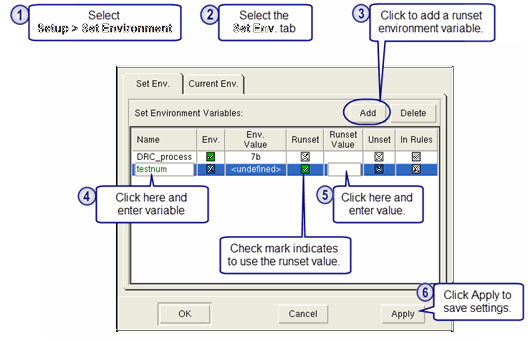 1 Select
Setup > Set Environment
2 Select the
Set Env. tab
3 Click to add a runset
environment variable.
Set Env. Current Env.
Set Environment Variables: Add Delete
Name Env. Env. Value Runset Runset Value Unset In Rules
DRC_process 7b
testnum <undefined>
4 Click here and
enter variable
5 Click here and
enter value.
Check mark indicates
to use the runset value.
6 Click Apply to
save settings.
OK Cancel Apply